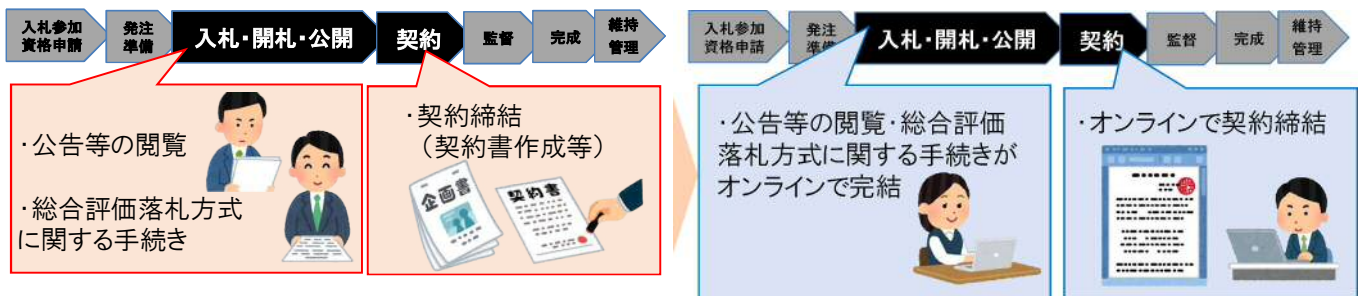 入札参加
資格申請
発注
準備
入札・開札・公開
契約
監督
完成
維持
管理
・公告等の閲覧
・総合評価落札方式
に関する手続き
・契約締結
（契約書作成等）
企画書
契約書
入札参加
資格申請
発注
準備
入札・開札・公開
契約
監督
完成
維持
管理
・公告等の閲覧・総合評価
落札方式に関する手続きが
オンラインで完結
・オンラインで契約締結